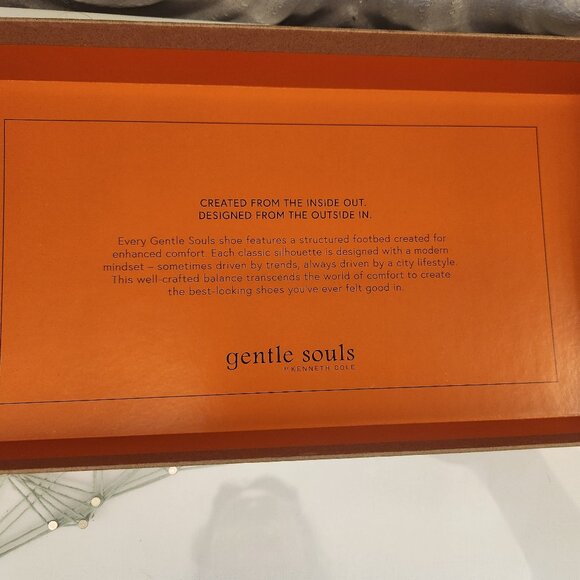 CREATED FROM THE INSIDE OUT.
DESIGNED FROM THE OUTSIDE IN.
Every Gentle Souls shoe features a structured footbed created for
enhanced comfort. Each classic silhouette is designed with a modern
mindset – sometimes driven by trends, always driven by a city lifestyle.
This well-crafted balance transcends the world of comfort to create
the best-looking shoes you've ever felt good in.
gentle souls
BY KENNETH COLE